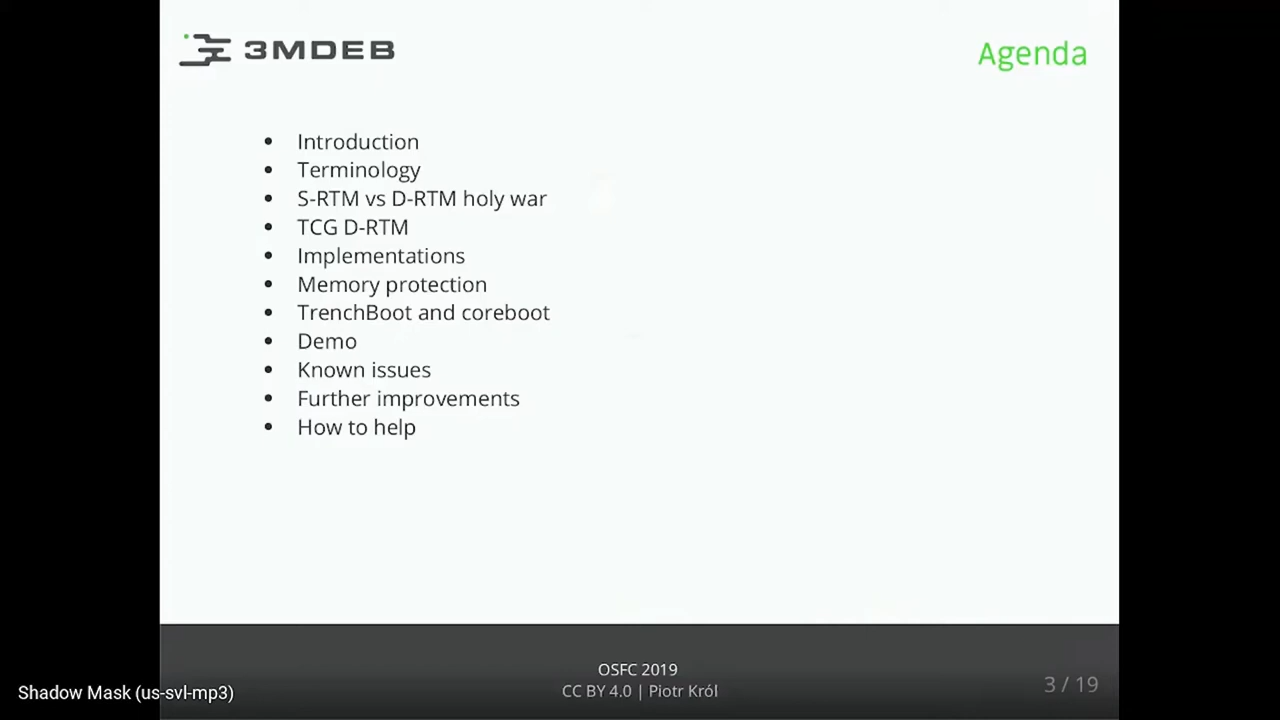 3MDEB
Agenda
• Introduction
• Terminology
• S-RTM vs D-RTM holy war
• TCG D-RTM
• Implementations
• Memory protection
• TrenchBoot and coreboot
• Demo
• Known issues
• Further improvements
• How to help
OSFC 2019
CC BY 4.0 | Piotr Król
3 / 19
Shadow Mask (us-svl-mp3)